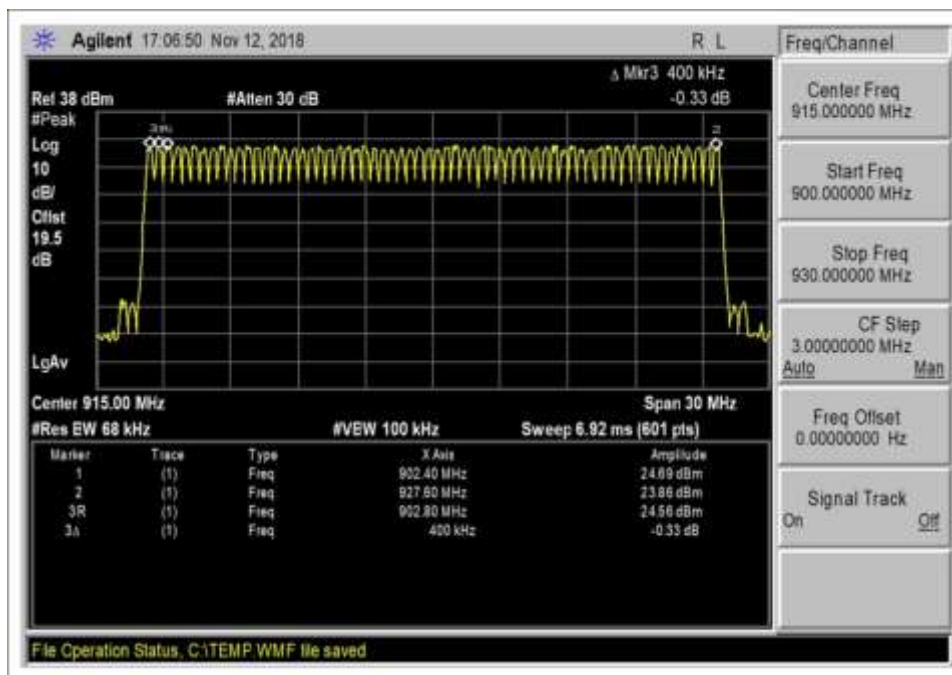 Agilent 17:06:50 Nov 12, 2018 R L
Freq/Channel
Δ Mkr3 400 kHz
Ref 38 dBm #Atten 30 dB -0.33 dB
#Peak
Log
10
dB/
Offst
19.5
dB
LgAv
Center 915.00 MHz Span 30 MHz
#Res BW 68 kHz #VBW 100 kHz Sweep 6.92 ms (601 pts)
Marker Trace Type X Axis Amplitude
1 (1) Freq 902.40 MHz 24.69 dBm
2 (1) Freq 927.60 MHz 23.86 dBm
3R (1) Freq 902.80 MHz 24.56 dBm
3Δ (1) Freq 400 kHz -0.33 dB
Center Freq
915.000000 MHz
Start Freq
900.000000 MHz
Stop Freq
930.000000 MHz
CF Step
3.00000000 MHz
Auto Man
Freq Offset
0.00000000 Hz
Signal Track
On Off
File Operation Status, C:\TEMP.WMF file saved